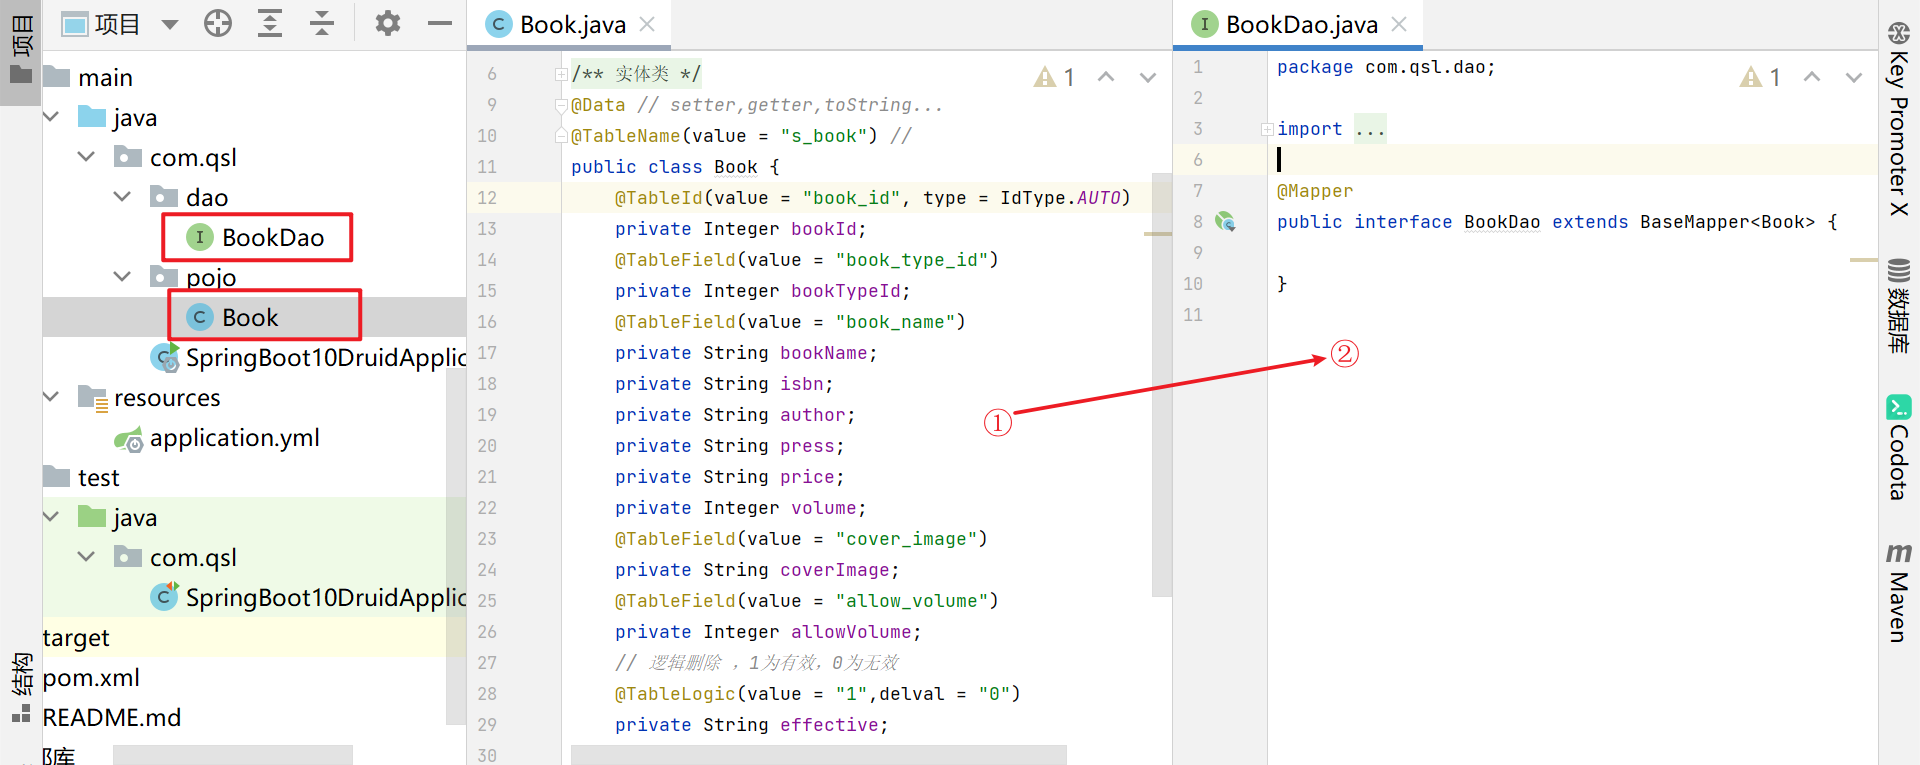 项目
结构
项目
main
java
com.qsl
dao
BookDao
pojo
Book
SpringBoot10DruidApplic
resources
application.yml
test
java
com.qsl
SpringBoot10DruidApplic
target
pom.xml
README.md
Book.java
1
6 /** 实体类 */
9 @Data // setter,getter,toString...
10 @TableName(value = "s_book") //
11 public class Book {
12 @TableId(value = "book_id", type = IdType.AUTO)
13 private Integer bookId;
14 @TableField(value = "book_type_id")
15 private Integer bookTypeId;
16 @TableField(value = "book_name")
17 private String bookName;
18 private String isbn;
19 private String author;
20 private String press;
21 private String price;
22 private Integer volume;
23 @TableField(value = "cover_image")
24 private String coverImage;
25 @TableField(value = "allow_volume")
26 private Integer allowVolume;
27 // 逻辑删除 ，1为有效，0为无效
28 @TableLogic(value = "1",delval = "0")
29 private String effective;
30
①
BookDao.java
1
1 package com.qsl.dao;
2
3 import ...
6
7 @Mapper
8 public interface BookDao extends BaseMapper<Book> {
9
10 }
11
②
Key Promoter X
数据库
Codota
Maven